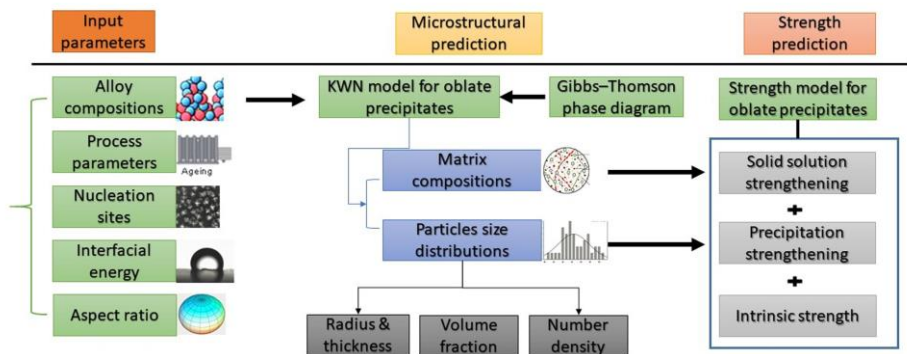 Input
parameters
Microstructural
prediction
Strength
prediction
Alloy
compositions
Process
parameters
Ageing
Nucleation
sites
Interfacial
energy
Aspect ratio
KWN model for oblate
precipitates
Gibbs–Thomson
phase diagram
Matrix
compositions
Particles size
distributions
Radius &
thickness
Volume
fraction
Number
density
Strength model for
oblate precipitates
Solid solution
strengthening
+
Precipitation
strengthening
+
Intrinsic strength